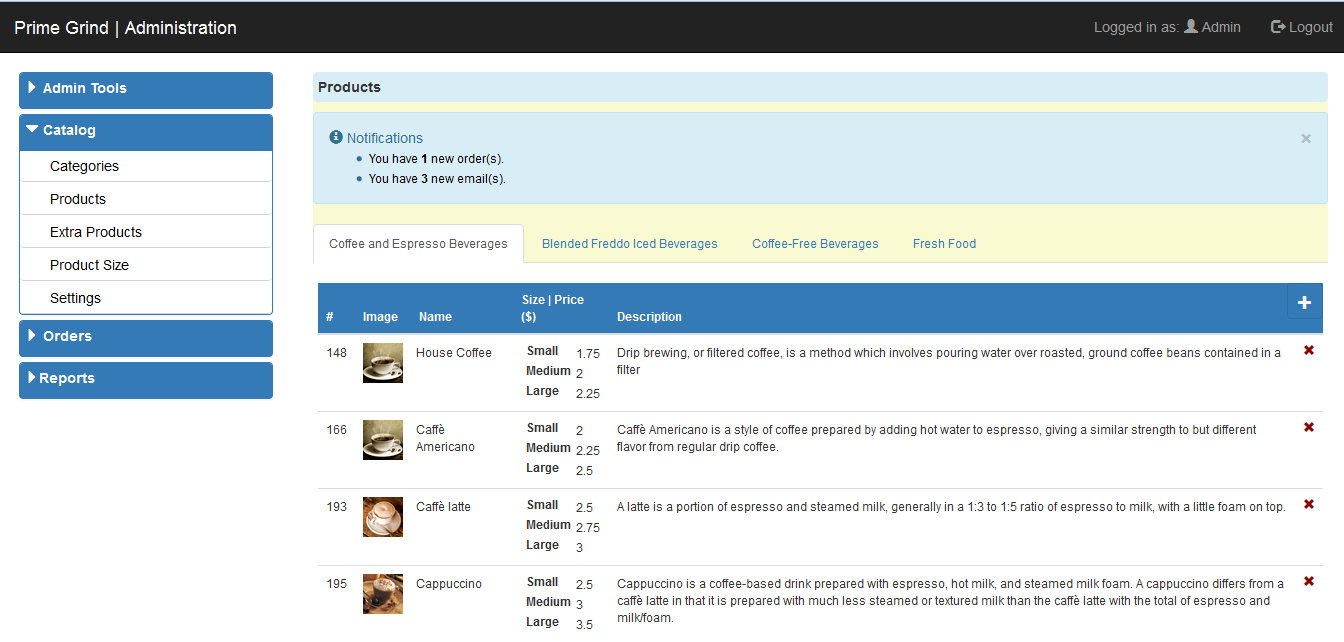 Prime Grind | Administration
Logged in as: Admin
Logout
Admin Tools
Catalog
Categories
Products
Extra Products
Product Size
Settings
Orders
Reports
Products
Notifications
×
You have 1 new order(s).
You have 3 new email(s).
Coffee and Espresso Beverages
Blended Freddo Iced Beverages
Coffee-Free Beverages
Fresh Food
# Image Name Size | Price
($) Description
+
148 House Coffee
Small 1.75
Medium 2
Large 2.25
Drip brewing, or filtered coffee, is a method which involves pouring water over roasted, ground coffee beans contained in a
filter
166 Caffè
Americano
Small 2
Medium 2.25
Large 2.5
Caffè Americano is a style of coffee prepared by adding hot water to espresso, giving a similar strength to but different
flavor from regular drip coffee.
193 Caffè latte
Small 2.5
Medium 2.75
Large 3
A latte is a portion of espresso and steamed milk, generally in a 1:3 to 1:5 ratio of espresso to milk, with a little foam on top.
195 Cappuccino
Small 2.5
Medium 3
Large 3.5
Cappuccino is a coffee-based drink prepared with espresso, hot milk, and steamed milk foam. A cappuccino differs from a
caffè latte in that it is prepared with much less steamed or textured milk than the caffè latte with the total of espresso and
milk/foam.